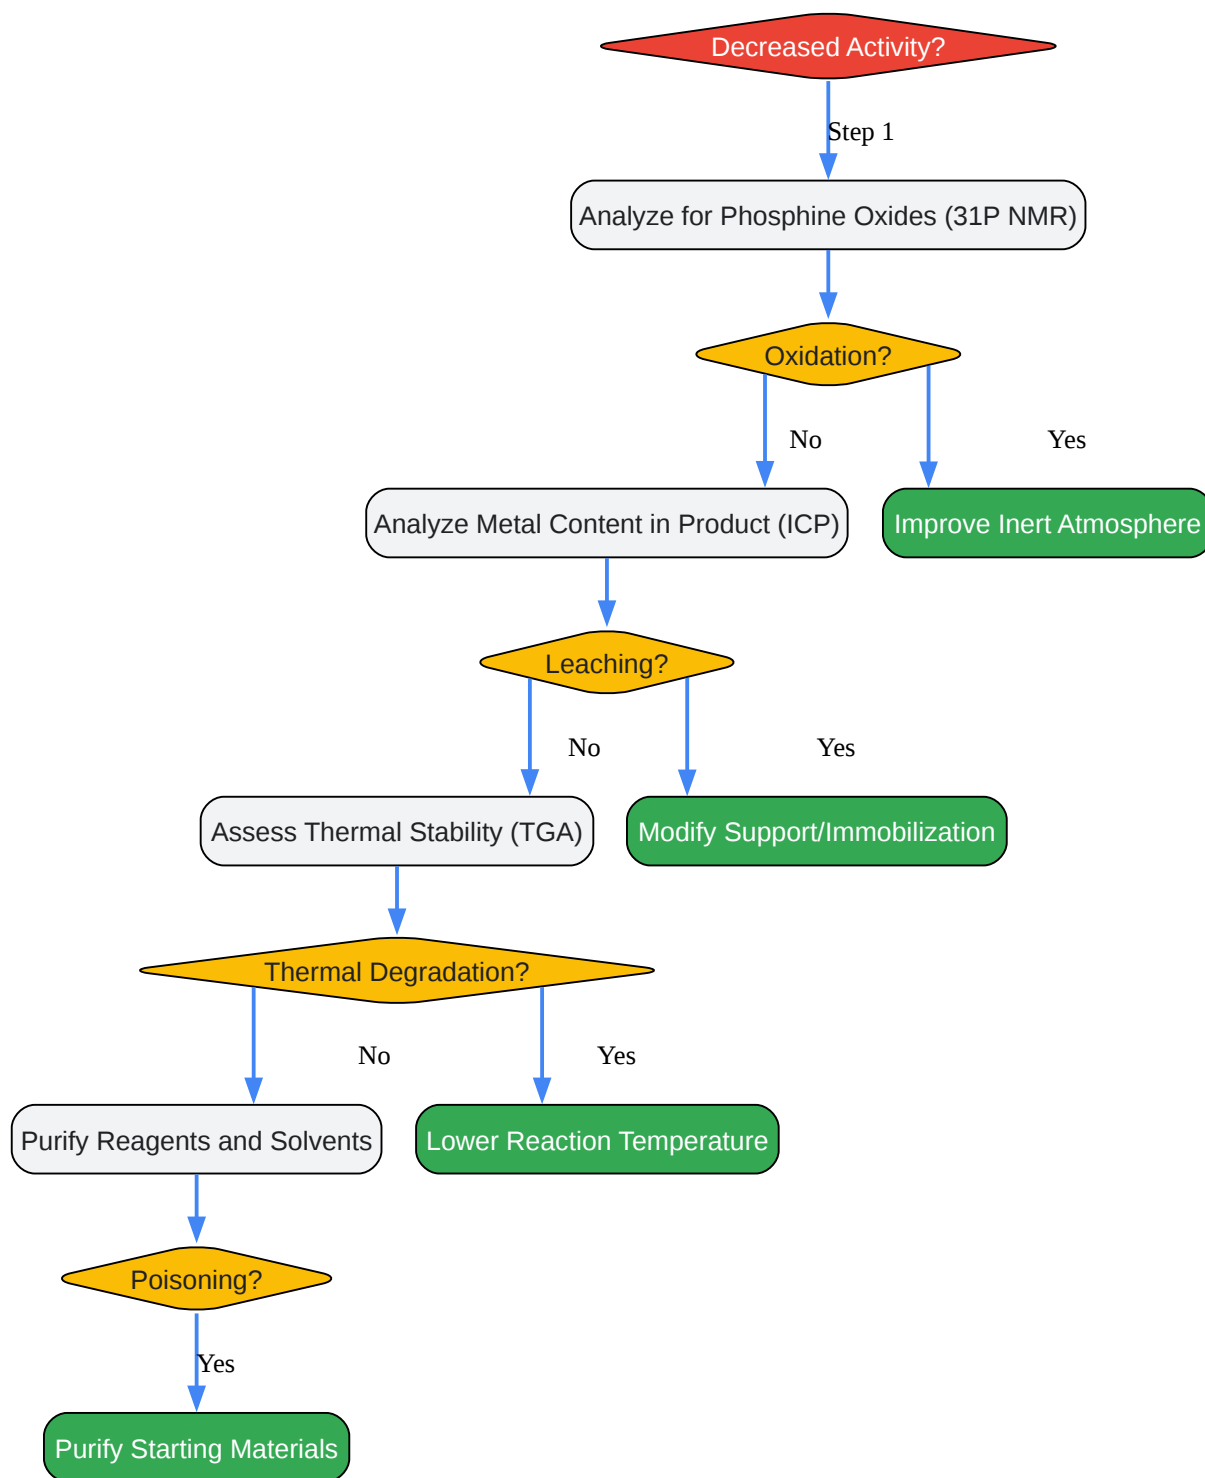 Decreased Activity?
Step 1
Analyze for Phosphine Oxides (31P NMR)
Oxidation?
No
Yes
Analyze Metal Content in Product (ICP)
Improve Inert Atmosphere
Leaching?
No
Yes
Assess Thermal Stability (TGA)
Modify Support/Immobilization
Thermal Degradation?
No
Yes
Purify Reagents and Solvents
Lower Reaction Temperature
Poisoning?
Yes
Purify Starting Materials